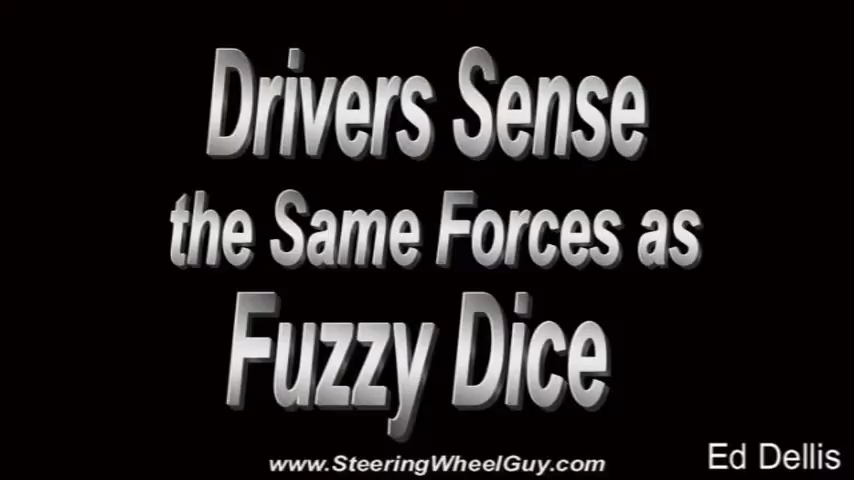 Drivers Sense
the Same Forces as
Fuzzy Dice
www.SteeringWheelGuy.com
Ed Dellis